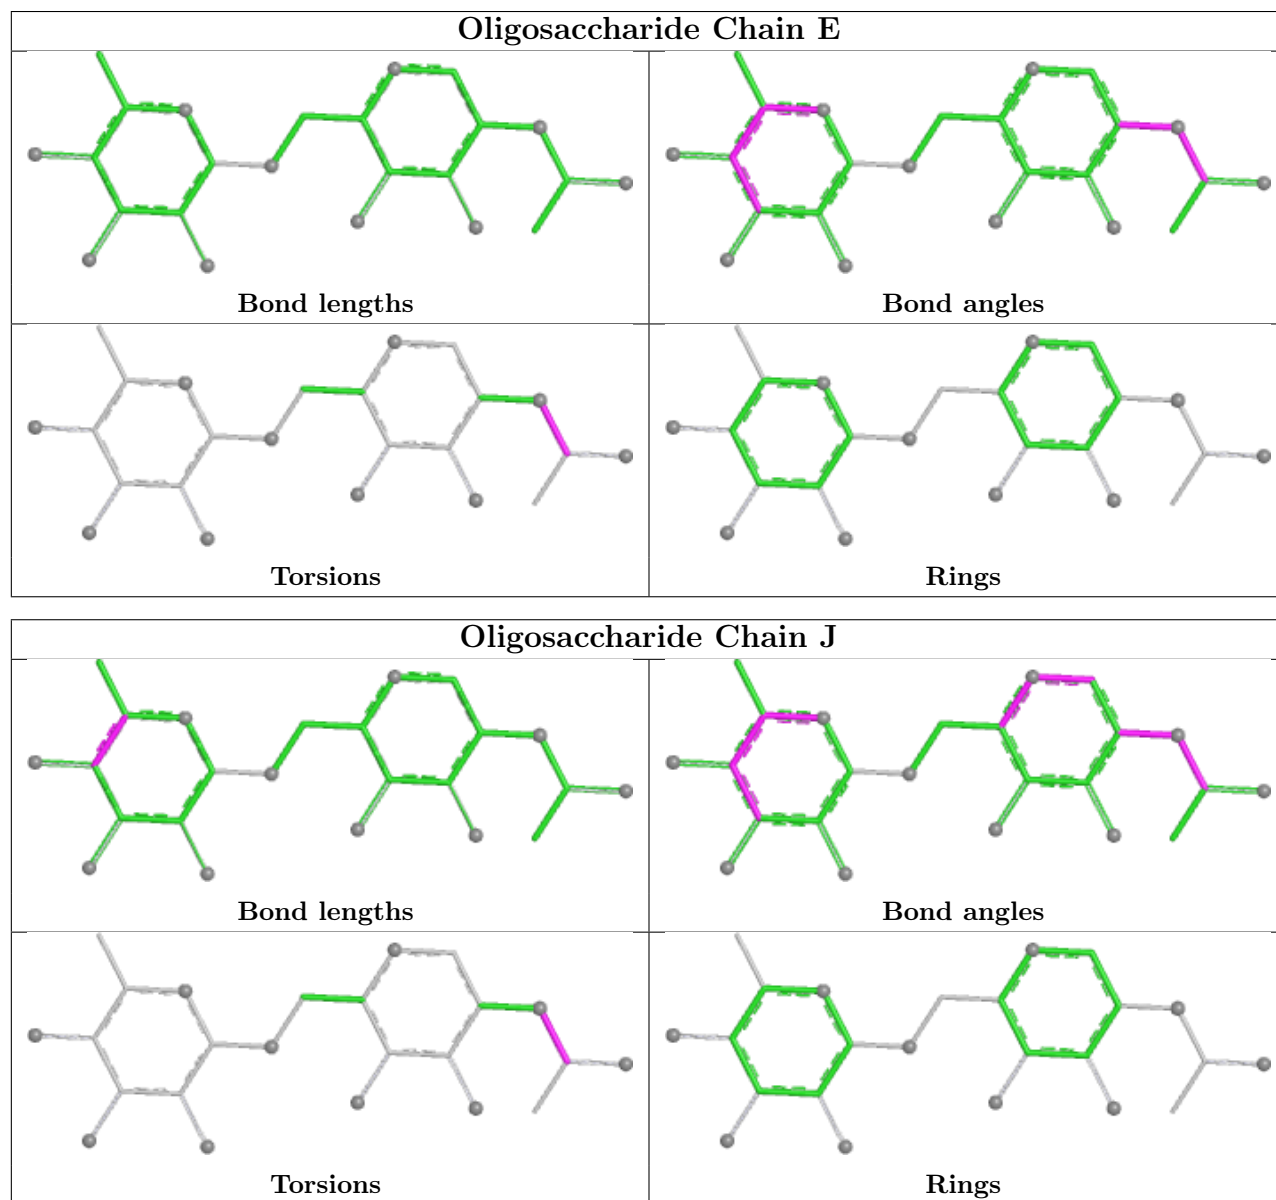 Oligosaccharide Chain E
Bond lengths
Bond angles
Torsions
Rings
Oligosaccharide Chain J
Bond lengths
Bond angles
Torsions
Rings